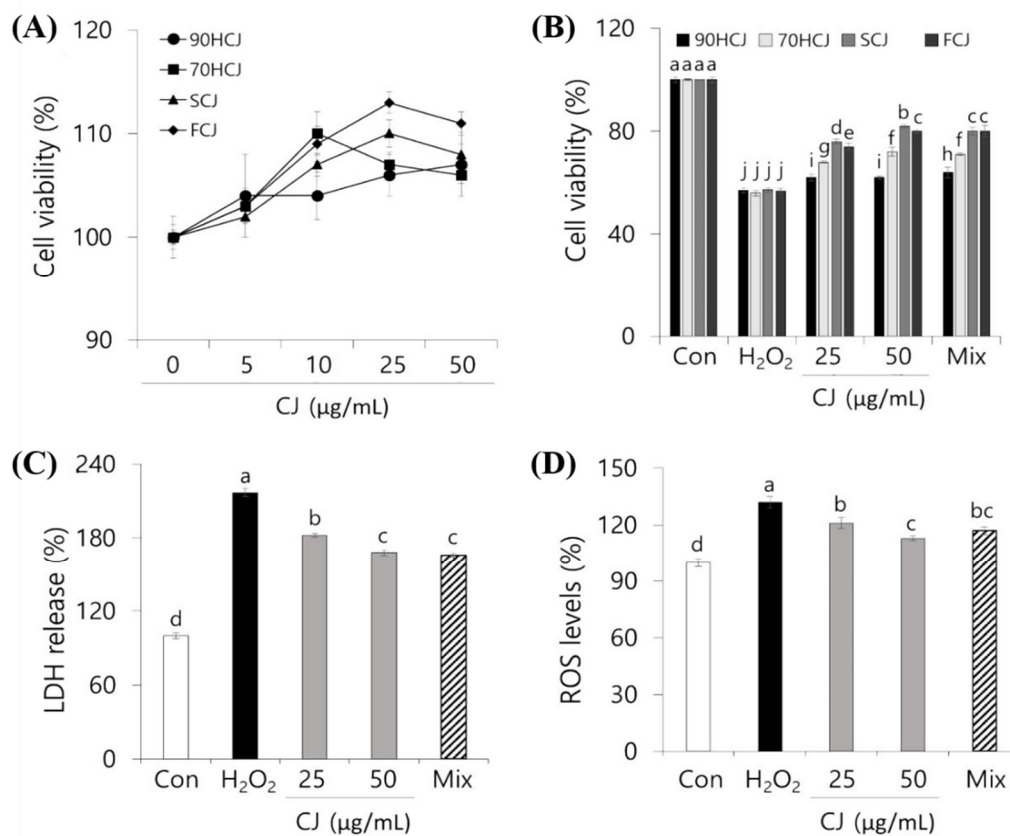 (A)
120
110
100
90
Cell viability (%)
90HCJ
70HCJ
SCJ
FCJ
0 5 10 25 50
CJ (μg/mL)
(B)
120
80
40
0
Cell viability (%)
90HCJ 70HCJ SCJ FCJ
a a a a
j j j j
i g d e
i f b c
h f c c
Con H₂O₂ 25 50 Mix
CJ (μg/mL)
(C)
240
180
120
60
0
LDH release (%)
d a b c c
Con H₂O₂ 25 50 Mix
CJ (μg/mL)
(D)
150
120
90
60
30
0
ROS levels (%)
d a b c bc
Con H₂O₂ 25 50 Mix
CJ (μg/mL)